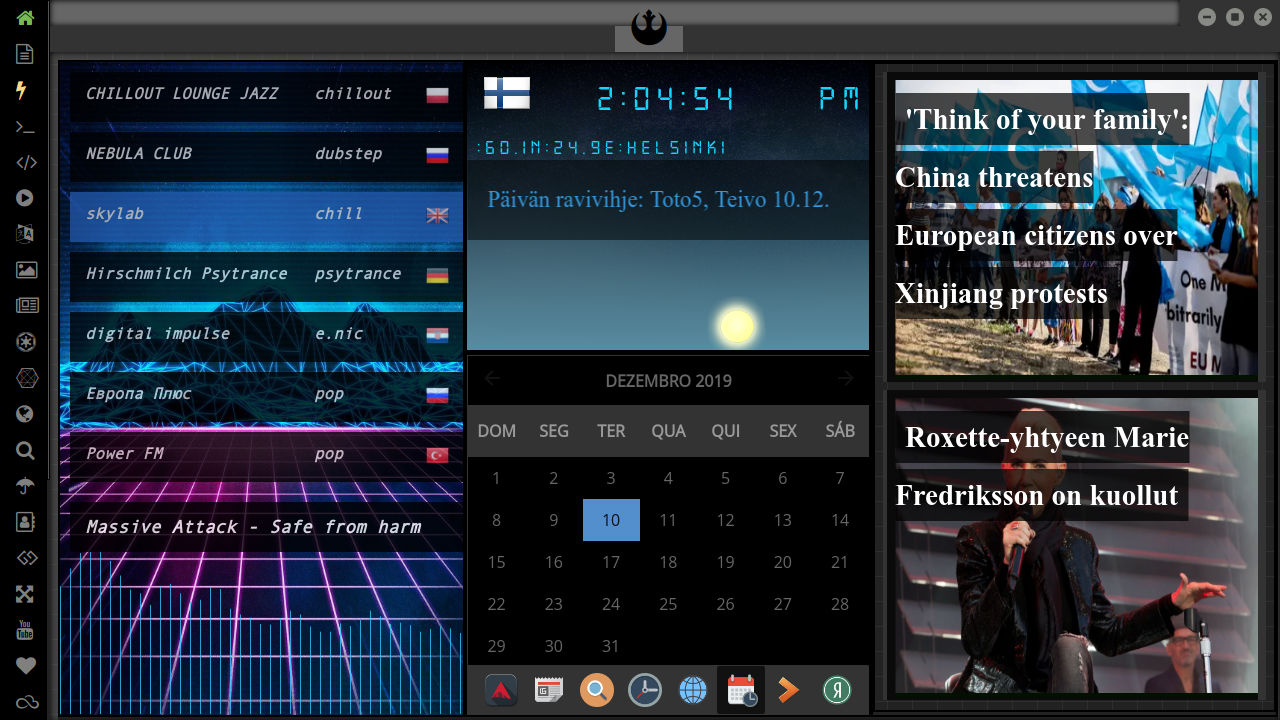 CHILLOUT LOUNGE JAZZ chillout
NEBULA CLUB dubstep
skylab chill
Hirschmilch Psytrance psytrance
digital impulse e.nic
Европа Плюс pop
Power FM pop
Massive Attack - Safe from harm
You
Tube
2:04:54 PM
:60.1N:24.9E:HELSINKI
Päivän ravivihje: Toto5, Teivo 10.12.
DEZEMBRO 2019
DOM SEG TER QUA QUI SEX SÁB
1 2 3 4 5 6 7
8 9 10 11 12 13 14
15 16 17 18 19 20 21
22 23 24 25 26 27 28
29 30 31
Я
'Think of your family':
China threatens
European citizens over
Xinjiang protests
One M
bitrarily
EU M
Roxette-yhtyeen Marie
Fredriksson on kuollut